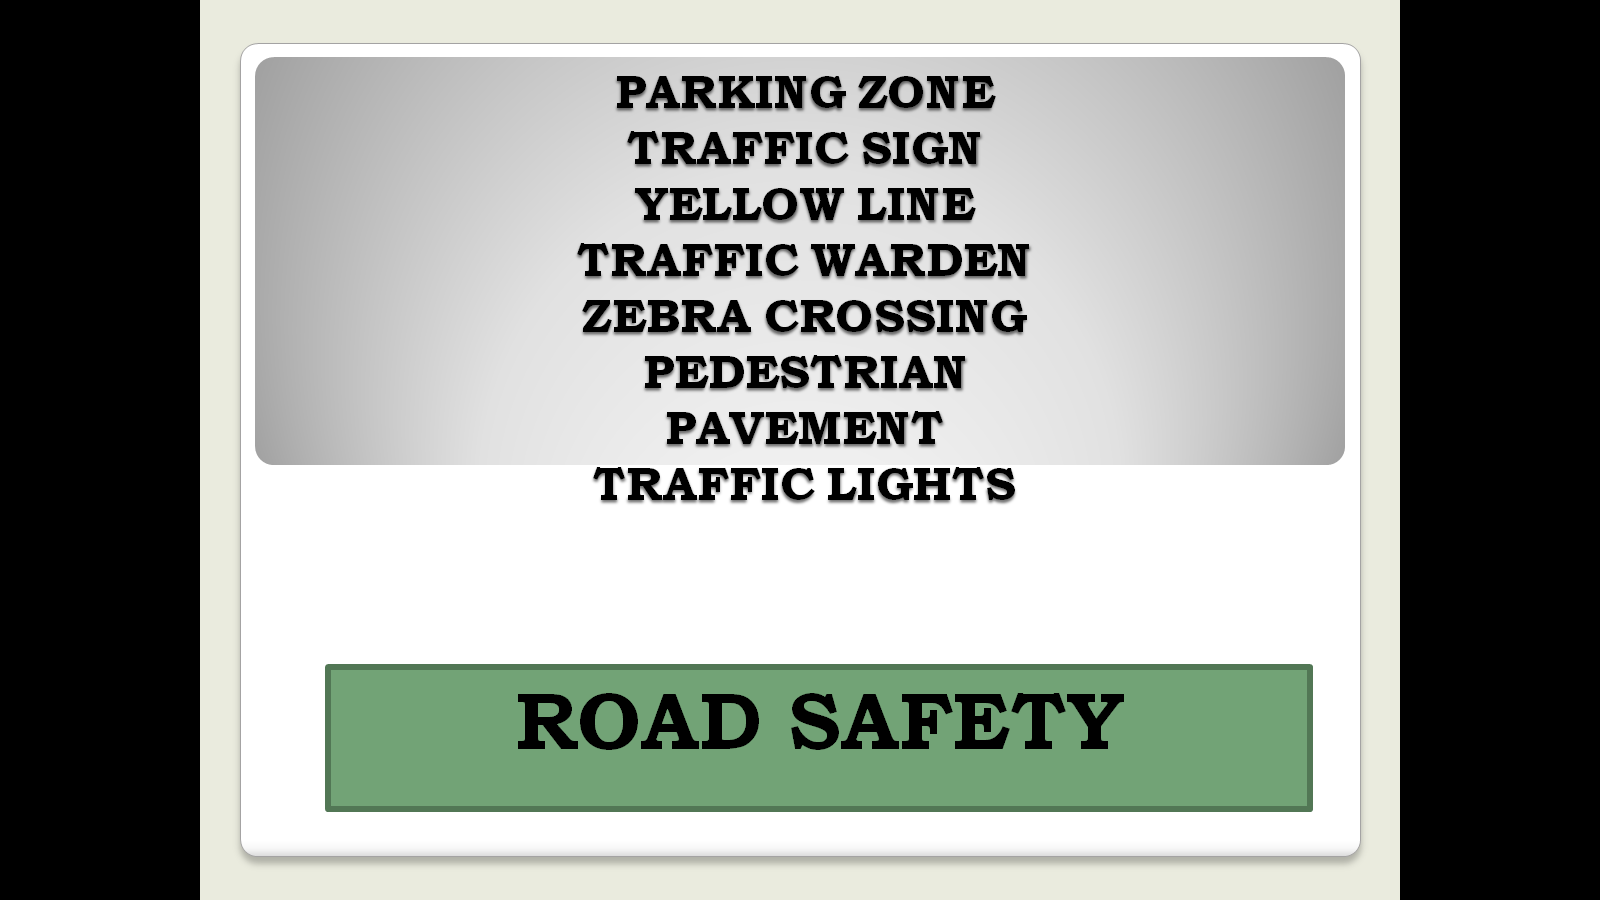 PARKING ZONE
TRAFFIC SIGN
YELLOW LINE
TRAFFIC WARDEN
ZEBRA CROSSING
PEDESTRIAN
PAVEMENT
TRAFFIC LIGHTS
ROAD SAFETY